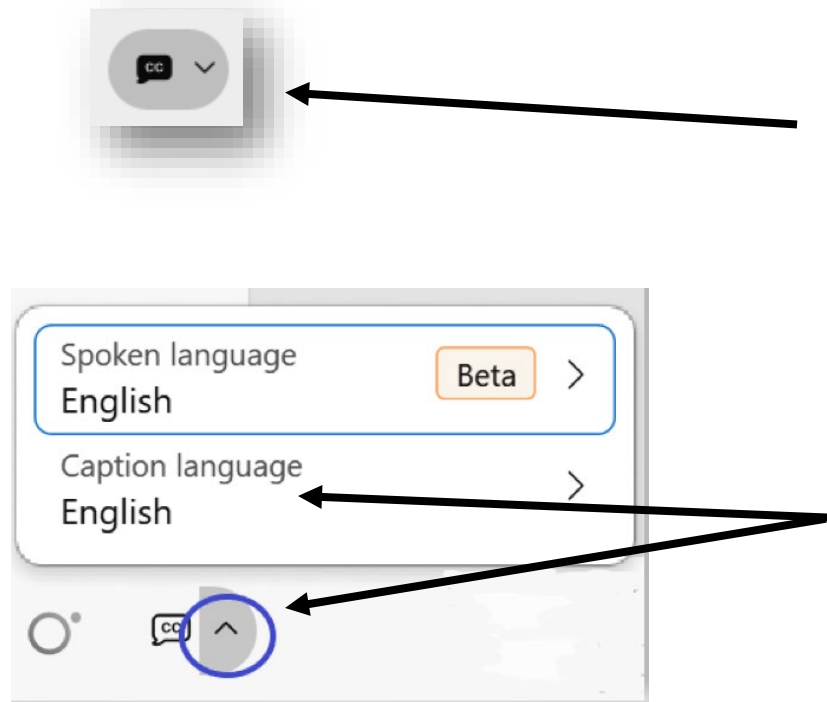 CC
Spoken language
English
Beta
Caption language
English
CC